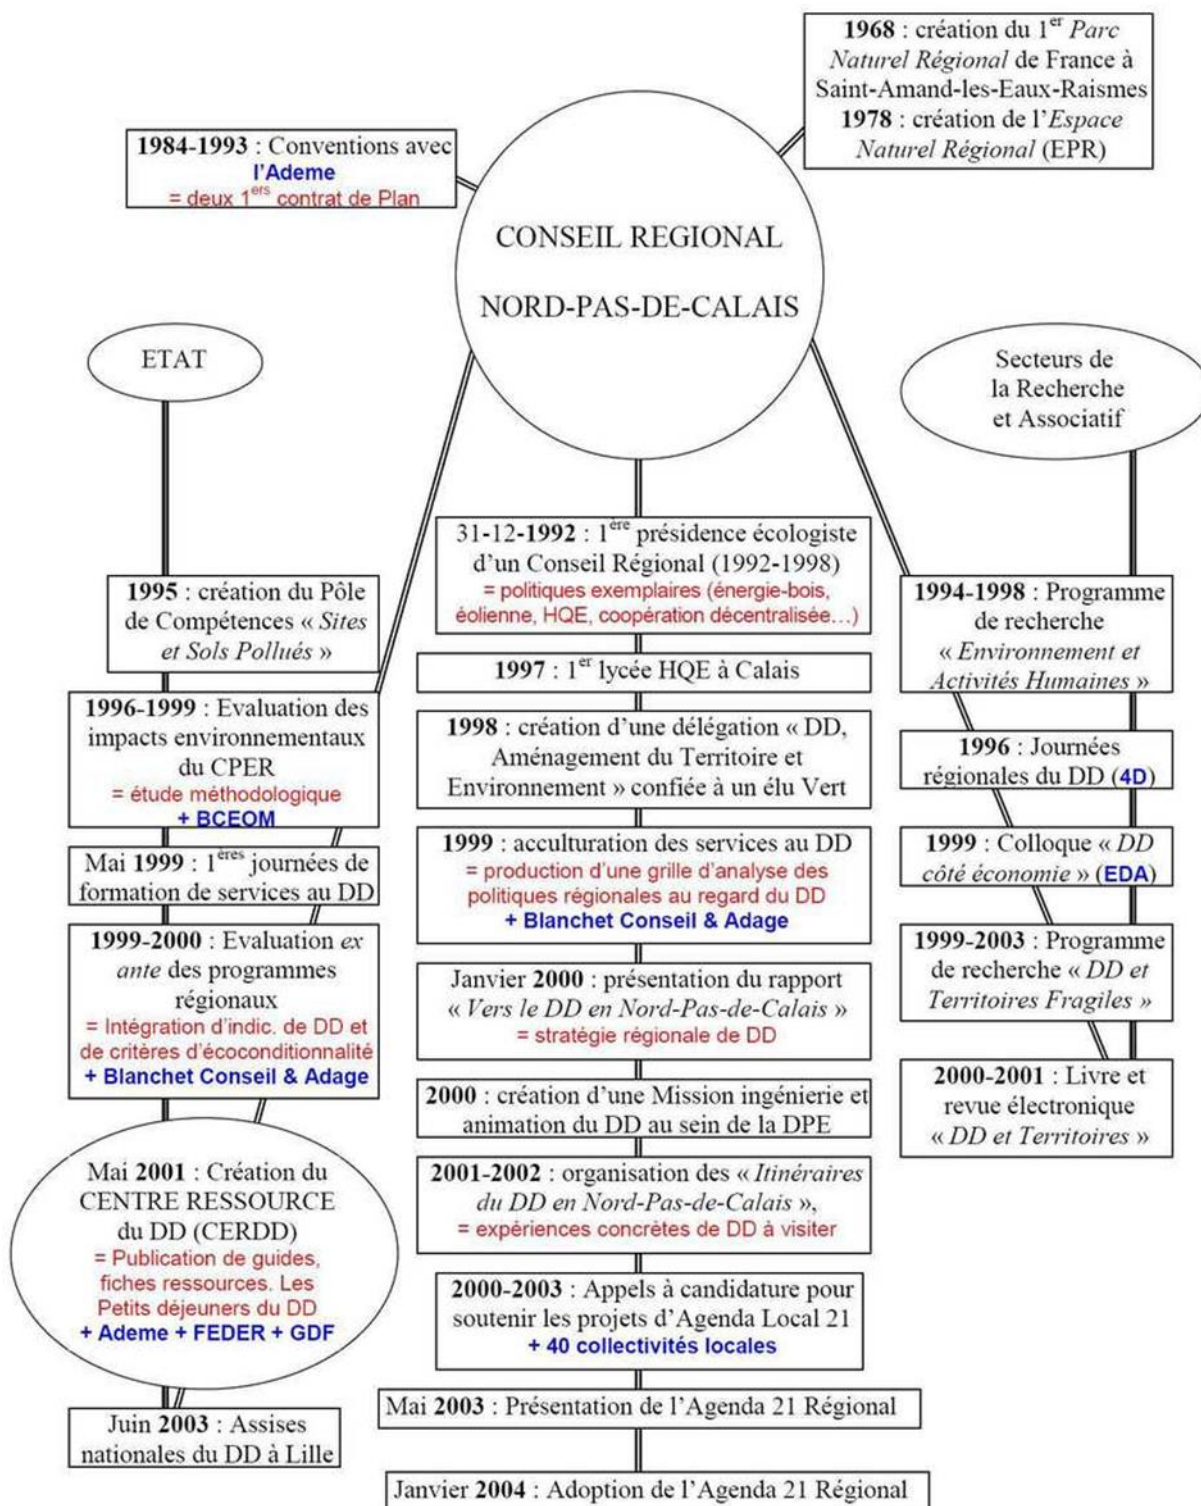 1968 : création du 1er Parc
Naturel Régional de France à
Saint-Amand-les-Eaux-Raismes
1978 : création de l’Espace
Naturel Régional (EPR)
1984-1993 : Conventions avec
l’Ademe
= deux 1ers contrat de Plan
CONSEIL REGIONAL
NORD-PAS-DE-CALAIS
ETAT
Secteurs de
la Recherche
et Associatif
1995 : création du Pôle
de Compétences « Sites
et Sols Pollués »
1996-1999 : Evaluation des
impacts environnementaux
du CPER
= étude méthodologique
+ BCEOM
Mai 1999 : 1ères journées de
formation de services au DD
1999-2000 : Evaluation ex
ante des programmes
régionaux
= Intégration d’indic. de DD et
de critères d’écoconditionnalité
+ Blanchet Conseil & Adage
Mai 2001 : Création du
CENTRE RESSOURCE
du DD (CERDD)
= Publication de guides,
fiches ressources. Les
Petits déjeuners du DD
+ Ademe + FEDER + GDF
Juin 2003 : Assises
nationales du DD à Lille
31-12-1992 : 1ère présidence écologiste
d’un Conseil Régional (1992-1998)
= politiques exemplaires (énergie-bois,
éolienne, HQE, coopération décentralisée…)
1997 : 1er lycée HQE à Calais
1998 : création d’une délégation « DD,
Aménagement du Territoire et
Environnement » confiée à un élu Vert
1999 : acculturation des services au DD
= production d’une grille d’analyse des
politiques régionales au regard du DD
+ Blanchet Conseil & Adage
Janvier 2000 : présentation du rapport
« Vers le DD en Nord-Pas-de-Calais »
= stratégie régionale de DD
2000 : création d’une Mission ingénierie et
animation du DD au sein de la DPE
2001-2002 : organisation des « Itinéraires
du DD en Nord-Pas-de-Calais »,
= expériences concrètes de DD à visiter
2000-2003 : Appels à candidature pour
soutenir les projets d’Agenda Local 21
+ 40 collectivités locales
Mai 2003 : Présentation de l’Agenda 21 Régional
Janvier 2004 : Adoption de l’Agenda 21 Régional
1994-1998 : Programme
de recherche
« Environnement et
Activités Humaines »
1996 : Journées
régionales du DD (4D)
1999 : Colloque « DD
côté économie » (EDA)
1999-2003 : Programme
de recherche « DD et
Territoires Fragiles »
2000-2001 : Livre et
revue électronique
« DD et Territoires »